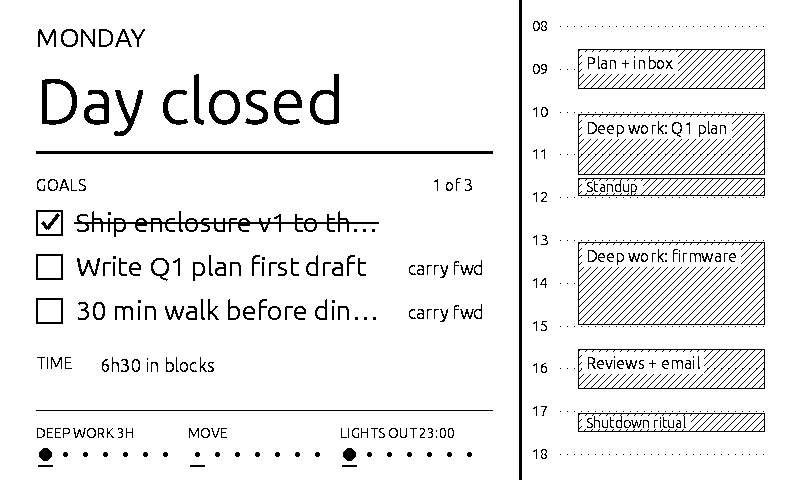 MONDAY
Day closed
GOALS 1 of 3
Ship enclosure v1 to th...
Write Q1 plan first draft carry fwd
30 min walk before din... carry fwd
TIME 6h30 in blocks
DEEP WORK 3H MOVE LIGHTS OUT 23:00
08
Plan + inbox
09
10
Deep work: Q1 plan
11
Standup
12
13
Deep work: firmware
14
15
Reviews + email
16
17
Shutdown ritual
18